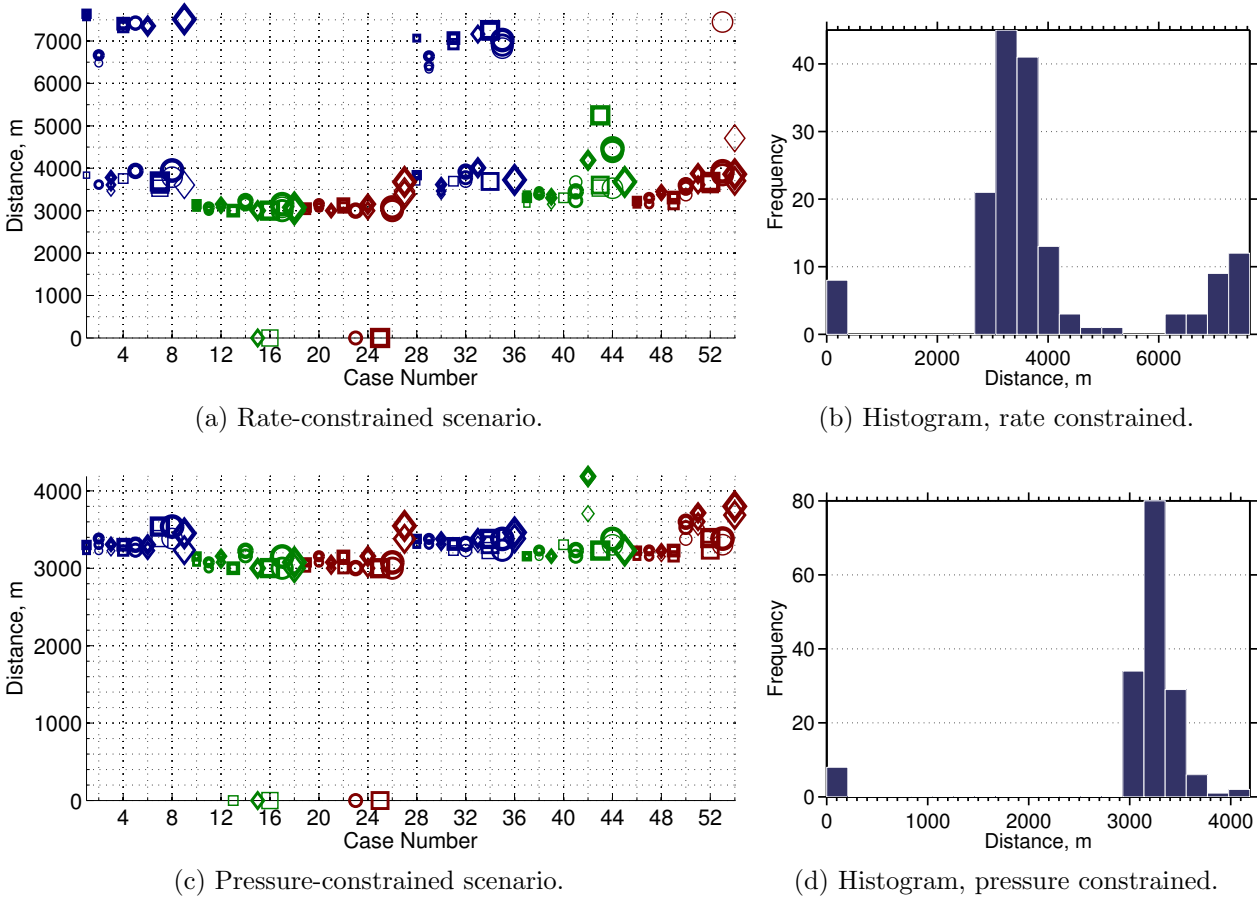 7000
6000
5000
4000
3000
2000
1000
0
Distance, m
4 8 12 16 20 24 28 32 36 40 44 48 52
Case Number
(a) Rate-constrained scenario.
40
30
20
10
0
Frequency
0 2000 4000 6000
Distance, m
(b) Histogram, rate constrained.
4000
3000
2000
1000
0
Distance, m
4 8 12 16 20 24 28 32 36 40 44 48 52
Case Number
(c) Pressure-constrained scenario.
80
60
40
20
0
Frequency
0 1000 2000 3000 4000
Distance, m
(d) Histogram, pressure constrained.